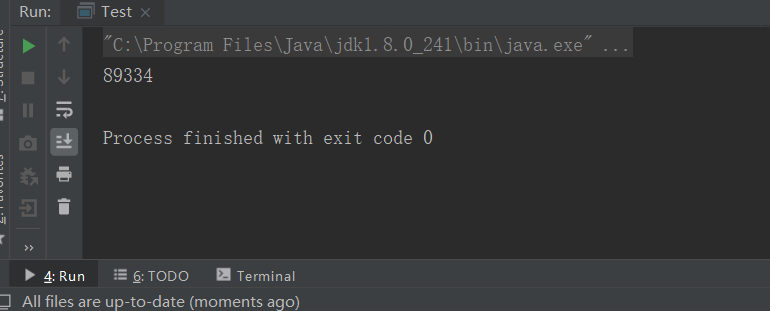 Run: Test
"C:\Program Files\Java\jdk1.8.0_241\bin\java.exe" ...
89334
Process finished with exit code 0
4: Run 6: TODO Terminal
All files are up-to-date (moments ago)